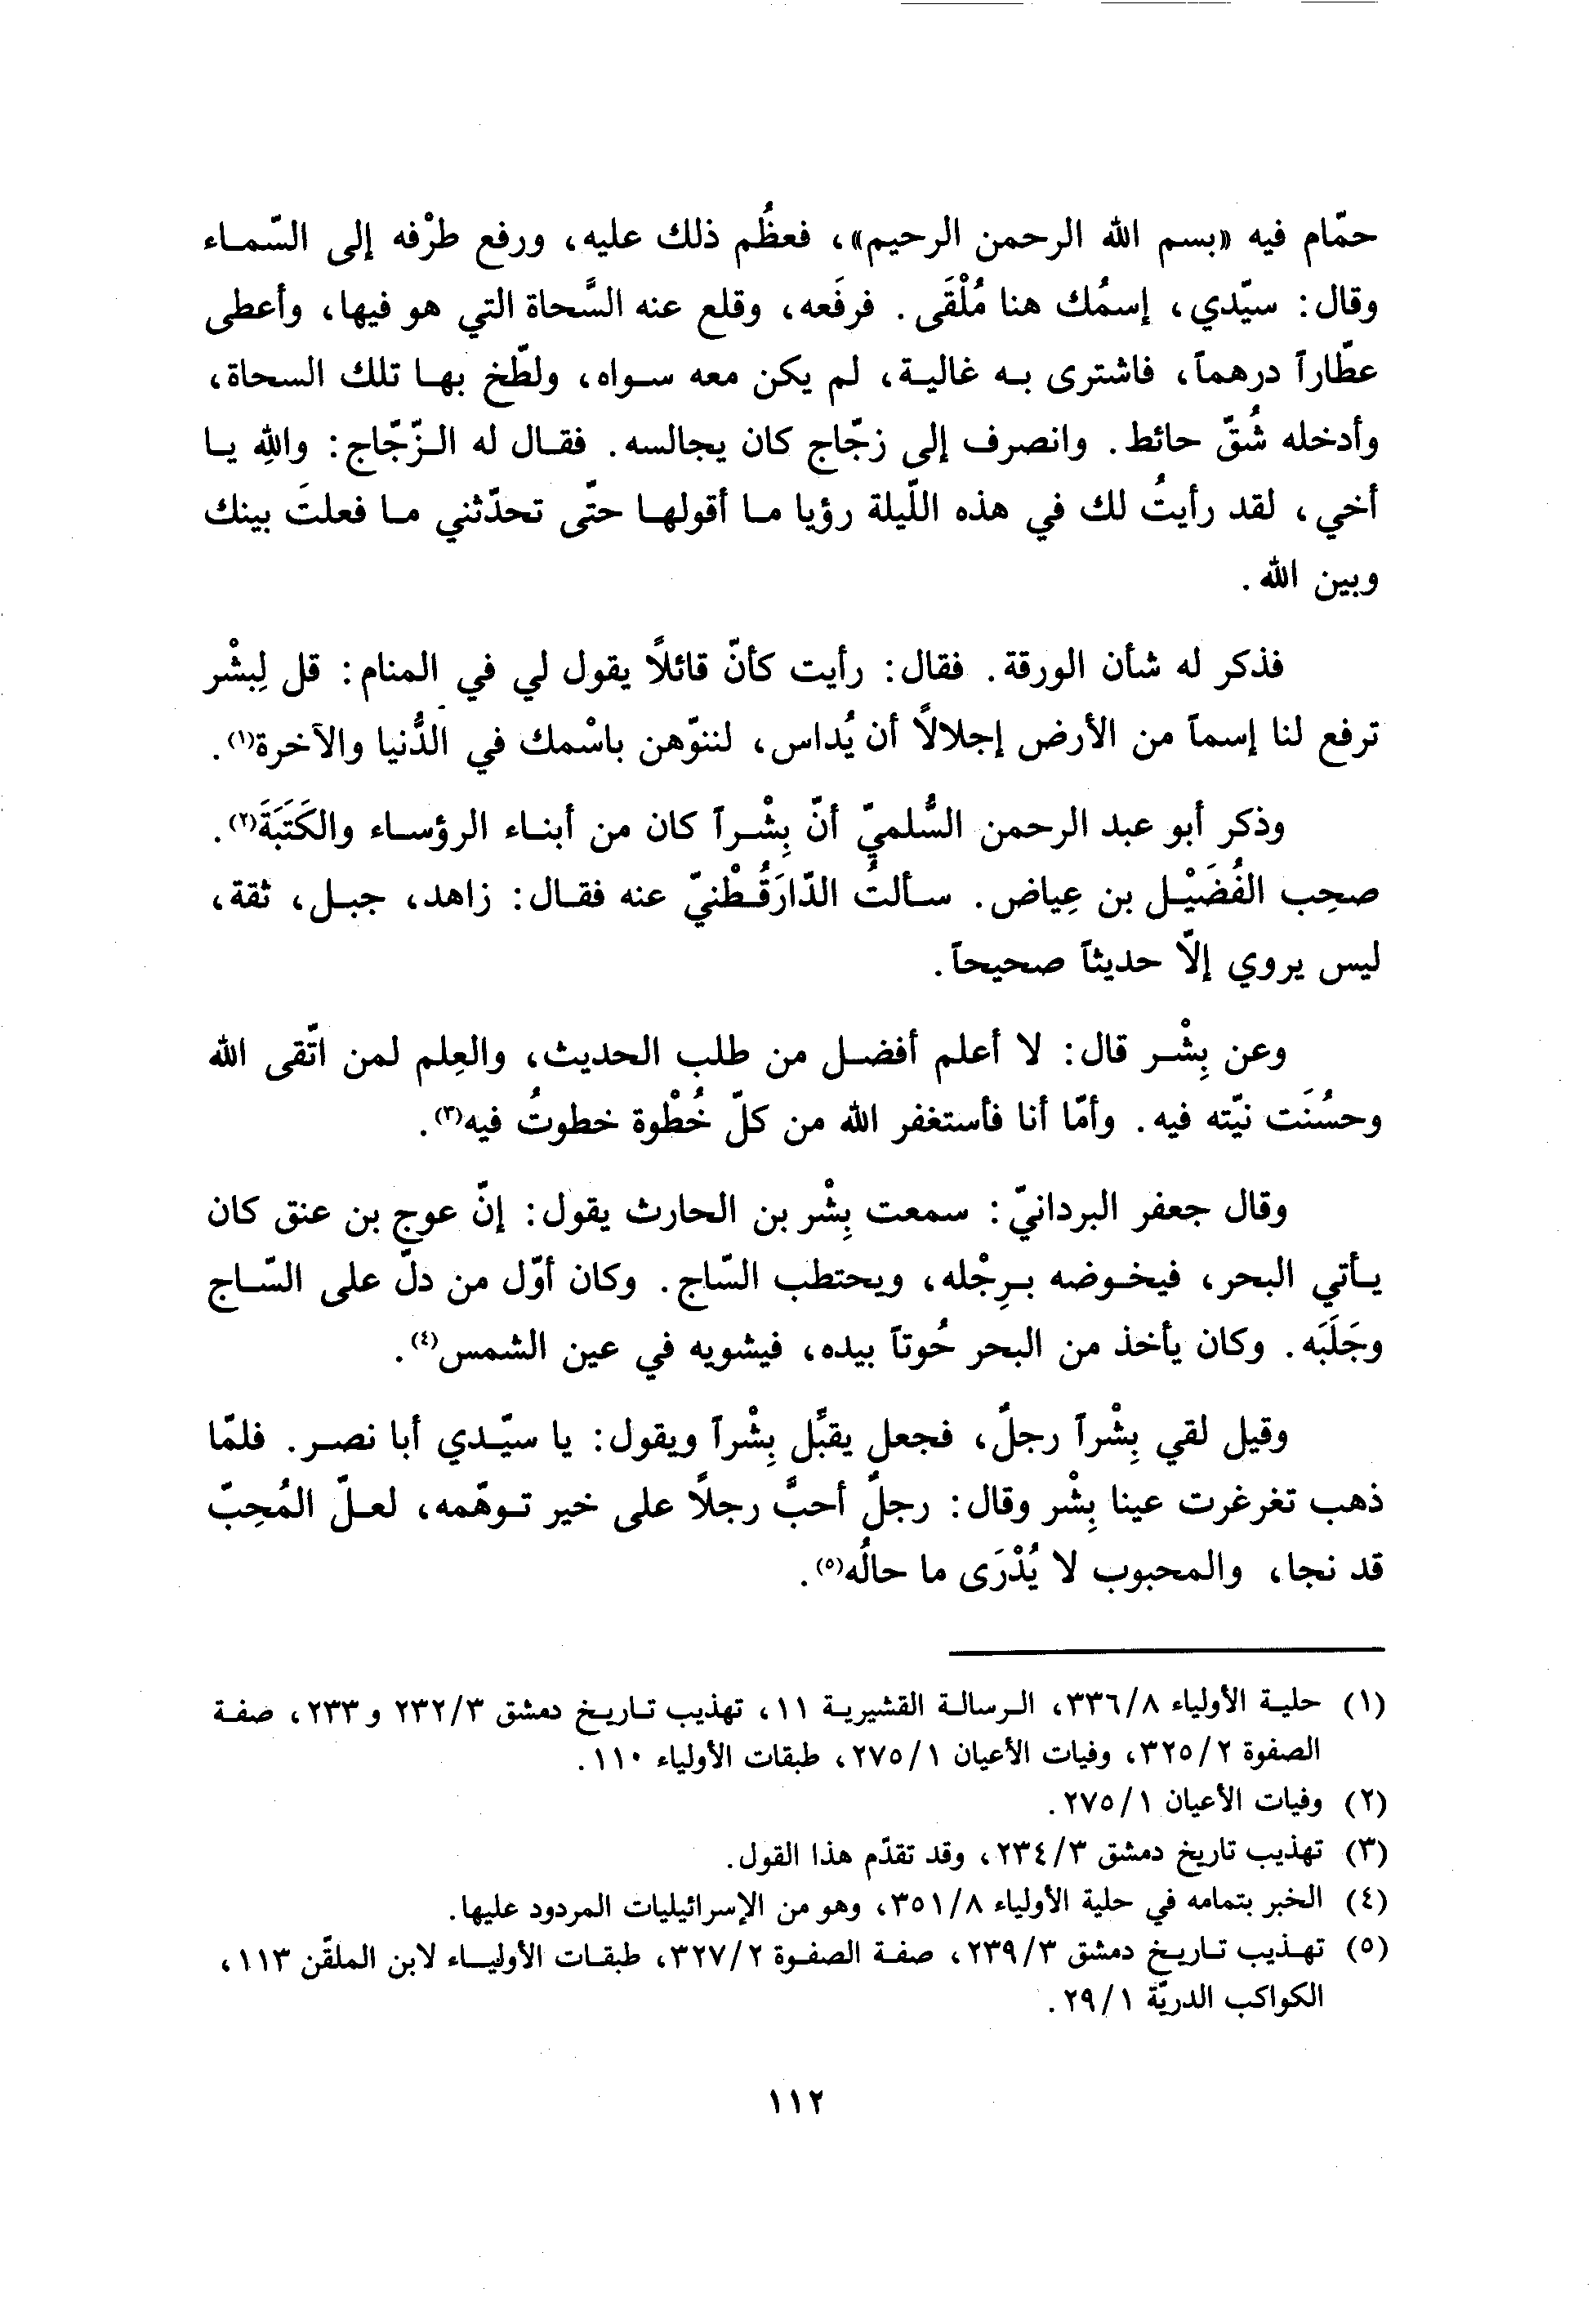 حمّام فيه «بسم الله الرحمن الرحيم»، فعظُم ذلك عليه، ورفع طرْفه إلى السّماء
وقال: سيّدي، إسمُك هنا مُلْقَى. فرفَعه، وقلع عنه السَّحاة التي هو فيها، وأعطى
عطّاراً درهماً، فاشترى به غالية، لم يكن معه سواه، ولطّخ بها تلك السحاة،
وأدخله شُقّ حائط. وانصرف إلى زجّاج كان يجالسه. فقال له الزّجّاج: واللهِ يا
أخي، لقد رأيتُ لك في هذه اللّيلة رؤيا ما أقولها حتّى تحدّثني ما فعلتَ بينك
وبين الله.
فذكر له شأن الورقة. فقال: رأيت كأنّ قائلاً يقول لي في المنام: قل لِبشْر
ترفع لنا إسماً من الأرض إجلالاً أن يُداس، لننوّهن باسْمك في الدُّنيا والآخرة(١).
وذكر أبو عبد الرحمن السُّلميّ أنّ بِشْراً كان من أبناء الرؤساء والكَتَبَةَ(٢).
صحِب الفُضَيْل بن عِياض. سألتُ الدّارَقُطْنيّ عنه فقال: زاهد، جبل، ثقة،
ليس يروي إلّا حديثاً صحيحاً.
وعن بِشْر قال: لا أعلم أفضل من طلب الحديث، والعِلم لمن اتّقى الله
وحسُنَت نيّته فيه. وأمّا أنا فأستغفر الله من كلّ خُطْوة خطوتُ فيه(٣).
وقال جعفر البردانيّ: سمعت بِشْر بن الحارث يقول: إنّ عوج بن عنق كان
يأتي البحر، فيخوضه برِجْله، ويحتطب السّاج. وكان أوّل من دلّ على السّاج
وجَلَبَه. وكان يأخذ من البحر حُوتاً بيده، فيشويه في عين الشمس(٤).
وقيل لقي بِشْراً رجلٌ، فجعل يقبِّل بِشْراً ويقول: يا سيّدي أبا نصر. فلمّا
ذهب تغرغرت عينا بِشْر وقال: رجلٌ أحبَّ رجلاً على خير توهّمه، لعلّ المُحِبّ
قد نجا، والمحبوب لا يُدْرَى ما حالُه(٥).
(١) حلية الأولياء ٣٣٦/٨، الرسالة القشيرية ١١، تهذيب تاريخ دمشق ٢٣٢/٣ و٢٣٣، صفة
الصفوة ٣٢٥/٢، وفيات الأعيان ٢٧٥/١، طبقات الأولياء ١١٠.
(٢) وفيات الأعيان ٢٧٥/١.
(٣) تهذيب تاريخ دمشق ٢٣٤/٣، وقد تقدّم هذا القول.
(٤) الخبر بتمامه في حلية الأولياء ٣٥١/٨، وهو من الإسرائيليات المردود عليها.
(٥) تهذيب تاريخ دمشق ٢٣٩/٣، صفة الصفوة ٣٢٧/٢، طبقات الأولياء لابن الملقّن ١١٣،
الكواكب الدريّة ٢٩/١.
١١٢